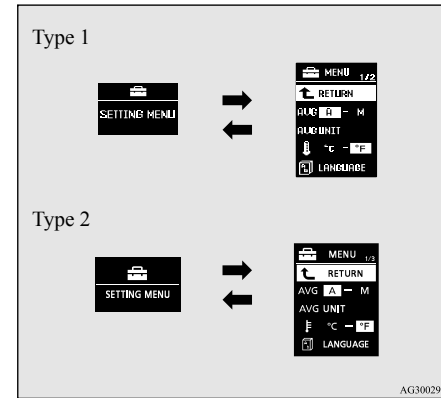 Type 1
SETTING MENU
MENU 1/2
RETURN
AVG A - M
AVG UNIT
°C - °F
LANGUAGE
Type 2
SETTING MENU
MENU 1/3
RETURN
AVG A - M
AVG UNIT
°C - °F
LANGUAGE
AG30029